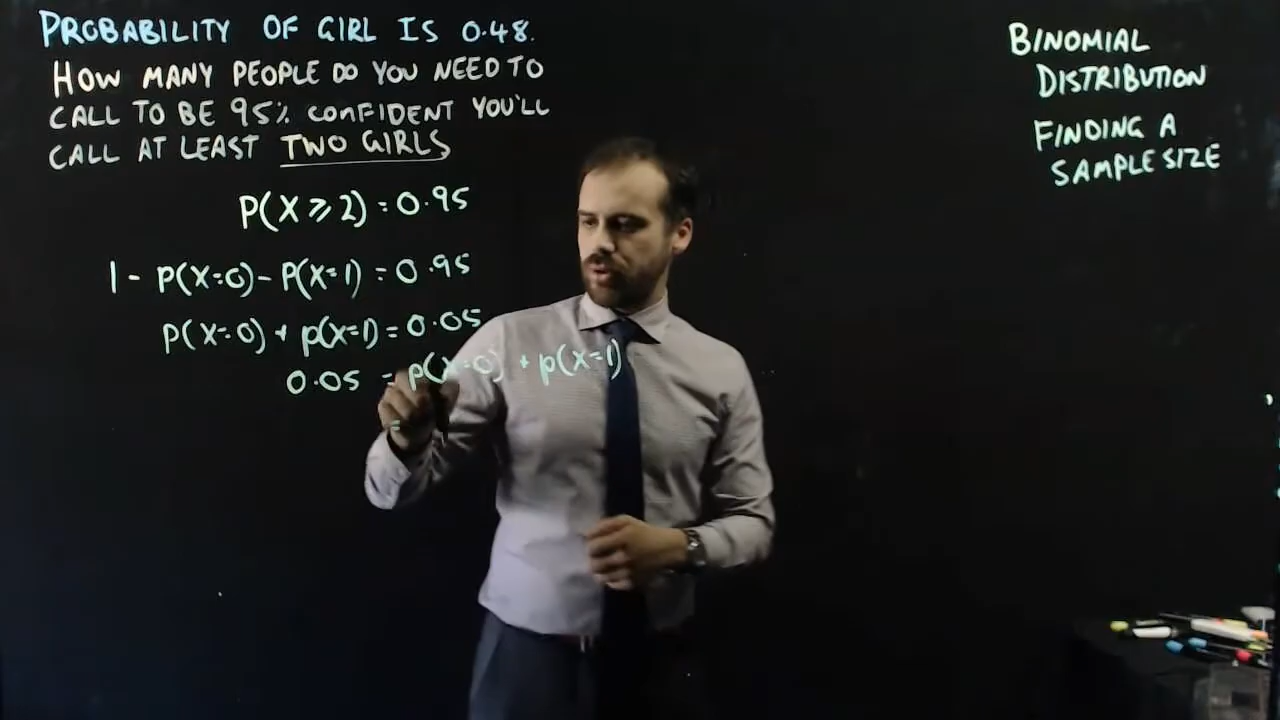 PROBABILITY OF GIRL IS 0.48.
HOW MANY PEOPLE DO YOU NEED TO
CALL TO BE 95% CONFIDENT YOU'LL
CALL AT LEAST TWO GIRLS
P(X ≥ 2) = 0.95
1 - P(X=0) - P(X=1) = 0.95
P(X=0) + P(X=1) = 0.05
0.05 = P(X=0) + P(X=1)
=
BINOMIAL
DISTRIBUTION
FINDING A
SAMPLE SIZE